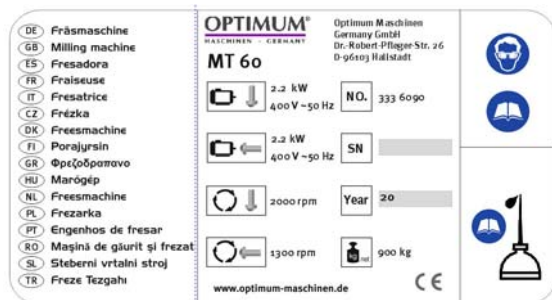 DE Fräsmaschine
GB Milling machine
ES Fresadora
FR Fraiseuse
IT Fresatrice
CZ Frézka
DK Freesmachine
FI Porajyrsin
GR Φρεζοδραπανο
HU Marógép
NL Freesmachine
PL Frezarka
PT Engenhos de fresar
RO Maşină de găurit şi frezat
SL Steberni vrtalni stroj
TR Freze Tezgahı
OPTIMUM®
MASCHINEN - GERMANY
MT 60
Optimum Maschinen
Germany GmbH
Dr.-Robert-Pfleger-Str. 26
D-96103 Hallstadt
2.2 kW
400 V ~50 Hz
NO. 333 6090
2.2 kW
400 V ~50 Hz
SN
2000 rpm
Year 20
1300 rpm
kg
900 kg
www.optimum-maschinen.de
CE